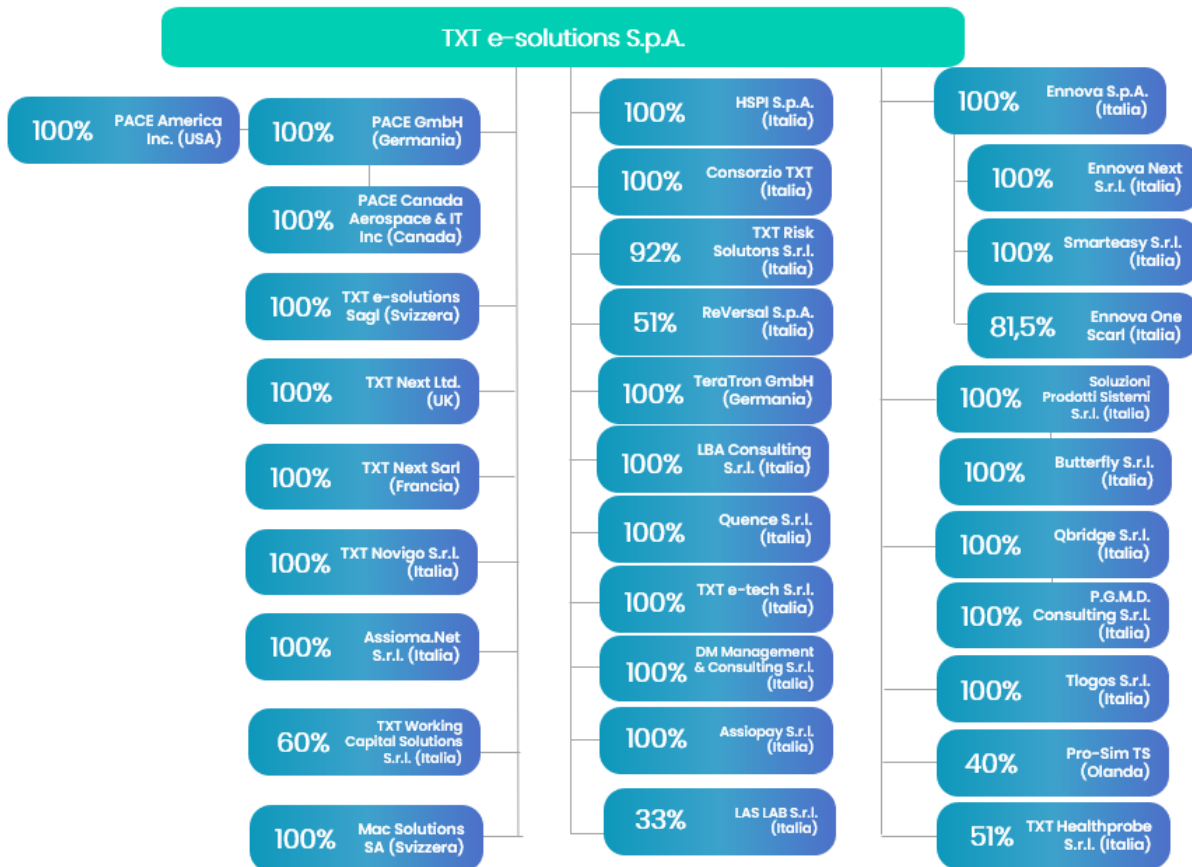 TXT e-solutions S.p.A.
100%
PACE America
Inc. (USA)
100%
PACE GmbH
(Germania)
100%
PACE Canada
Aerospace & IT
Inc (Canada)
100%
TXT e-solutions
Sagl (Svizzera)
100%
TXT Next Ltd.
(UK)
100%
TXT Next Sarl
(Francia)
100%
TXT Novigo S.r.l.
(Italia)
100%
Assioma.Net
S.r.l. (Italia)
60%
TXT Working
Capital Solutions
S.r.l. (Italia)
100%
Mac Solutions
SA (Svizzera)
100%
HSPI S.p.A.
(Italia)
100%
Consorzio TXT
(Italia)
92%
TXT Risk
Solutons S.r.l.
(Italia)
51%
ReVersal S.p.A.
(Italia)
100%
TeraTron GmbH
(Germania)
100%
LBA Consulting
S.r.l. (Italia)
100%
Quence S.r.l.
(Italia)
100%
TXT e-tech S.r.l.
(Italia)
100%
DM Management
& Consulting S.r.l.
(Italia)
100%
Assiopay S.r.l.
(Italia)
33%
LAS LAB S.r.l.
(Italia)
100%
Ennova S.p.A.
(Italia)
100%
Ennova Next
S.r.l. (Italia)
100%
Smarteasy S.r.l.
(Italia)
81,5%
Ennova One
Scarl (Italia)
100%
Soluzioni
Prodotti Sistemi
S.r.l. (Italia)
100%
Butterfly S.r.l.
(Italia)
100%
Qbridge S.r.l.
(Italia)
100%
P.G.M.D.
Consulting S.r.l.
(Italia)
100%
Tlogos S.r.l.
(Italia)
40%
Pro-Sim TS
(Olanda)
51%
TXT Healthprobe
S.r.l. (Italia)